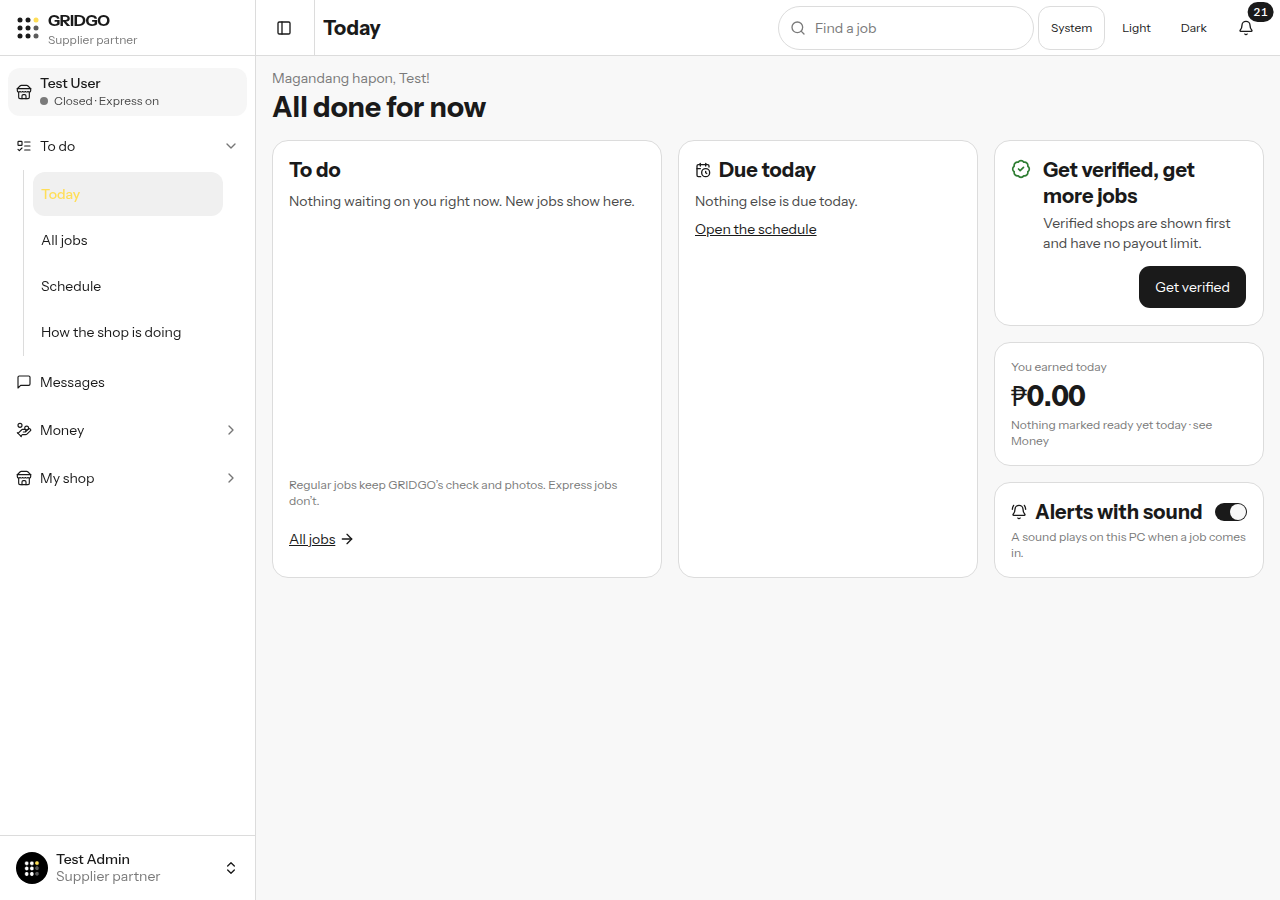 GRIDGO
Supplier partner
Test User
Closed · Express on
To do
Today
All jobs
Schedule
How the shop is doing
Messages
Money
My shop
Test Admin
Supplier partner
Today
Find a job
System
Light
Dark
21
Magandang hapon, Test!
All done for now
To do
Nothing waiting on you right now. New jobs show here.
Regular jobs keep GRIDGO's check and photos. Express jobs
don't.
All jobs
Due today
Nothing else is due today.
Open the schedule
Get verified, get
more jobs
Verified shops are shown first
and have no payout limit.
Get verified
You earned today
₱0.00
Nothing marked ready yet today · see
Money
Alerts with sound
A sound plays on this PC when a job comes
in.